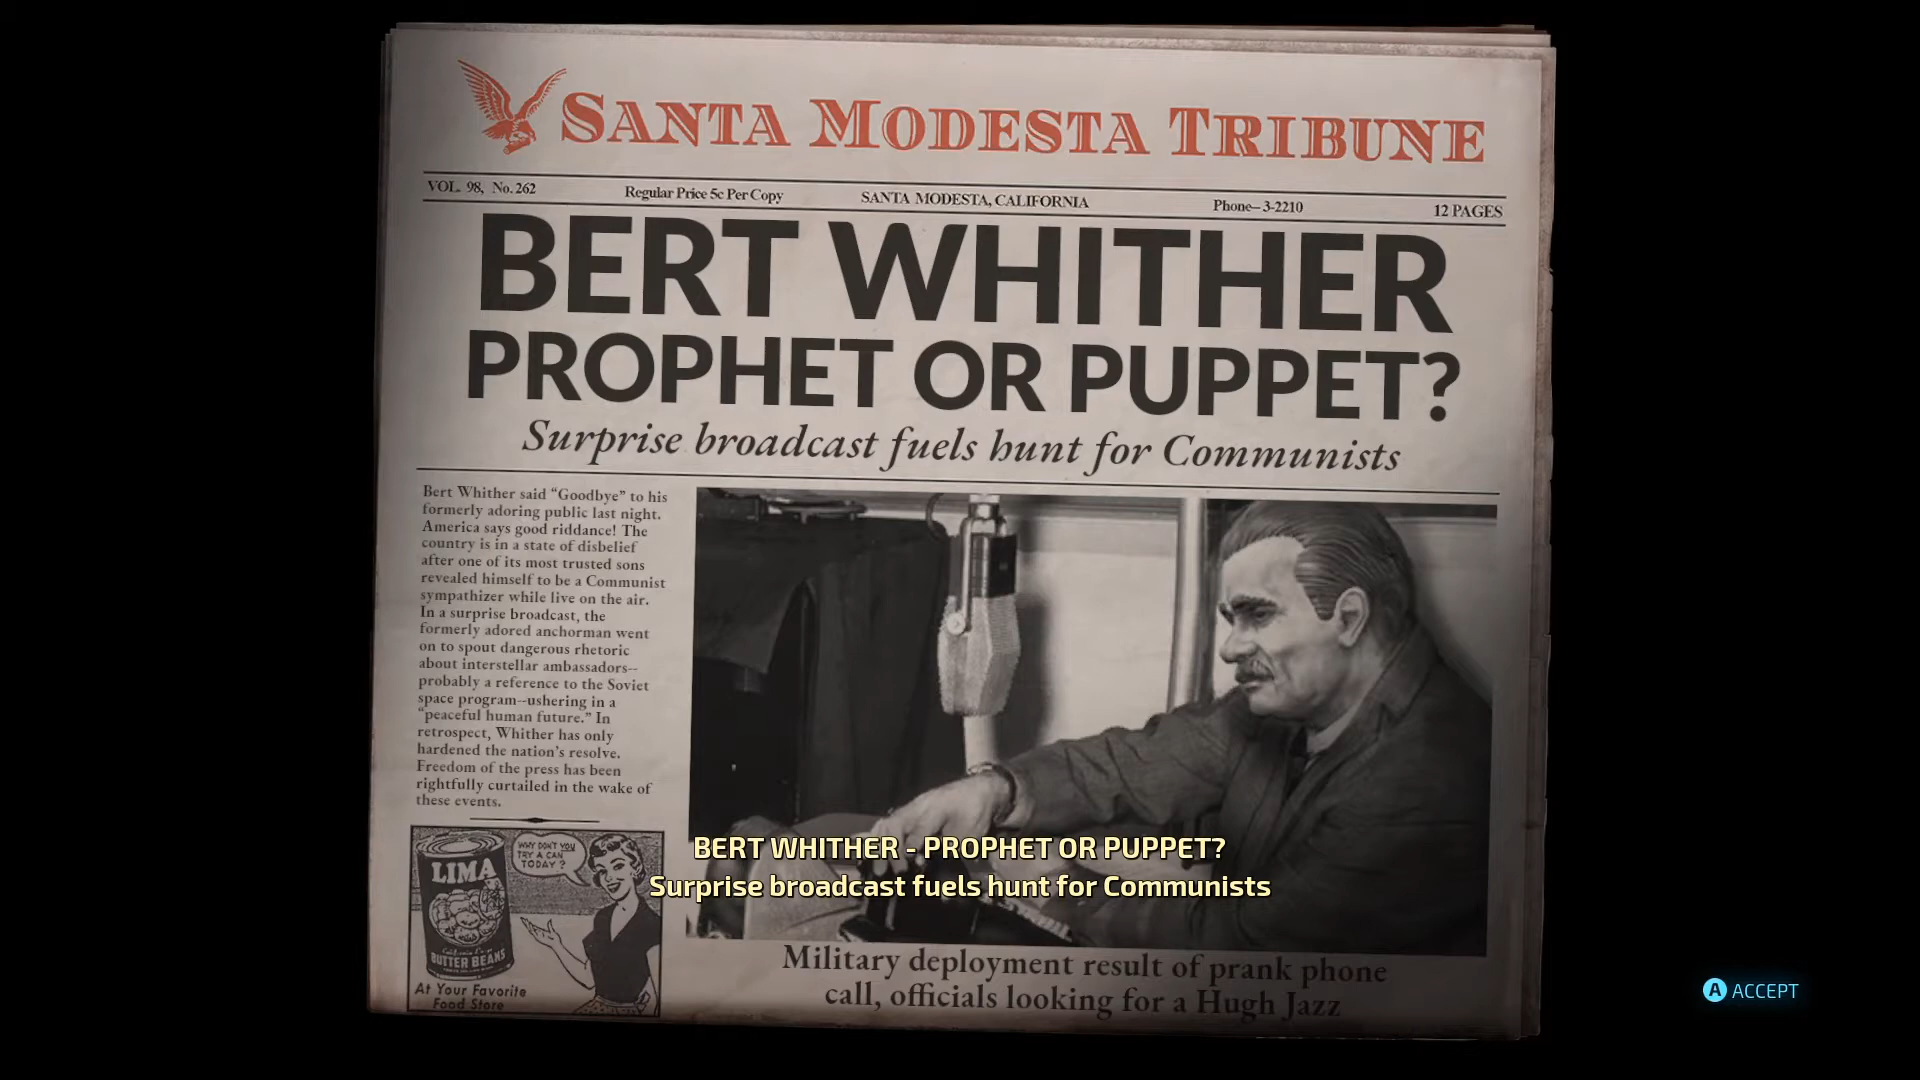 SANTA MODESTA TRIBUNE
VOL. 98, No. 262 Regular Price 5c Per Copy SANTA MODESTA, CALIFORNIA Phone–3-2210 12 PAGES
BERT WHITHER
PROPHET OR PUPPET?
Surprise broadcast fuels hunt for Communists
Bert Whither said “Goodbye” to his
formerly adoring public last night.
America says good riddance! The
country is in a state of disbelief
after one of its most trusted sons
revealed himself to be a Communist
sympathizer while live on the air.
In a surprise broadcast, the
formerly adored anchorman went
on to spout dangerous rhetoric
about interstellar ambassadors--
probably a reference to the Soviet
space program--ushering in a
“peaceful human future.” In
retrospect, Whither has only
hardened the nation’s resolve.
Freedom of the press has been
rightfully curtailed in the wake of
these events.
LIMA
BUTTER BEANS
WHY DON'T YOU
TRY A CAN
TODAY?
At Your Favorite
Food Store
BERT WHITHER - PROPHET OR PUPPET?
Surprise broadcast fuels hunt for Communists
Military deployment result of prank phone
call, officials looking for a Hugh Jazz
A ACCEPT